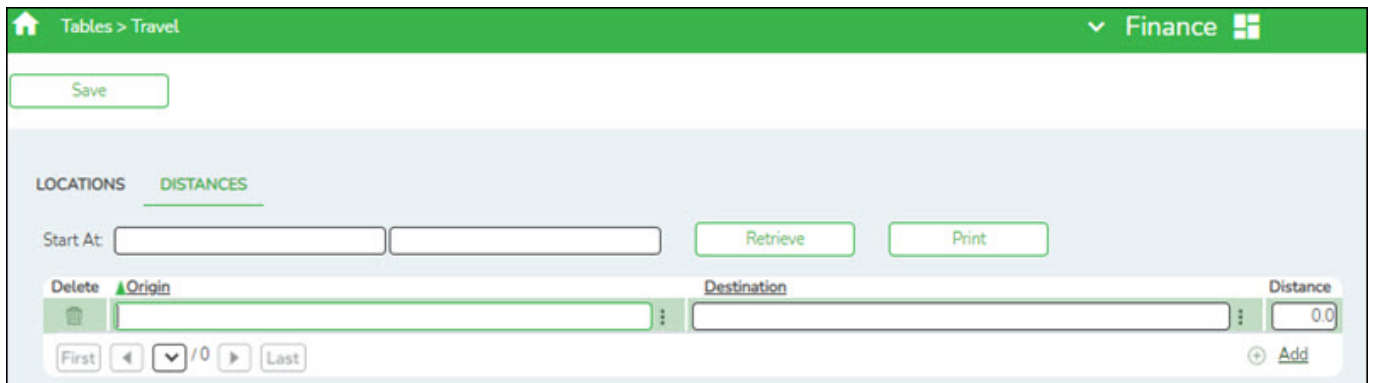 Tables > Travel Finance
Save
LOCATIONS DISTANCES
Start At: Retrieve Print
Delete Origin Destination Distance
0.0
First / 0 Last Add